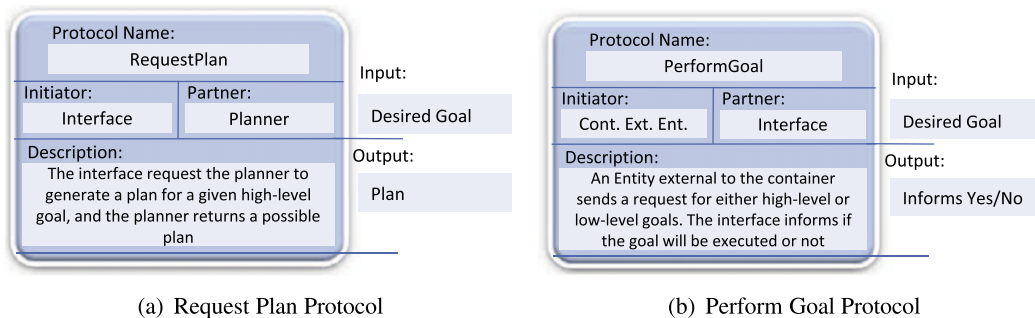 Protocol Name:
RequestPlan
Initiator:
Interface
Partner:
Planner
Description:
The interface request the planner to
generate a plan for a given high-level
goal, and the planner returns a possible
plan
Input:
Desired Goal
Output:
Plan
(a) Request Plan Protocol
Protocol Name:
PerformGoal
Initiator:
Cont. Ext. Ent.
Partner:
Interface
Description:
An Entity external to the container
sends a request for either high-level or
low-level goals. The interface informs if
the goal will be executed or not
Input:
Desired Goal
Output:
Informs Yes/No
(b) Perform Goal Protocol